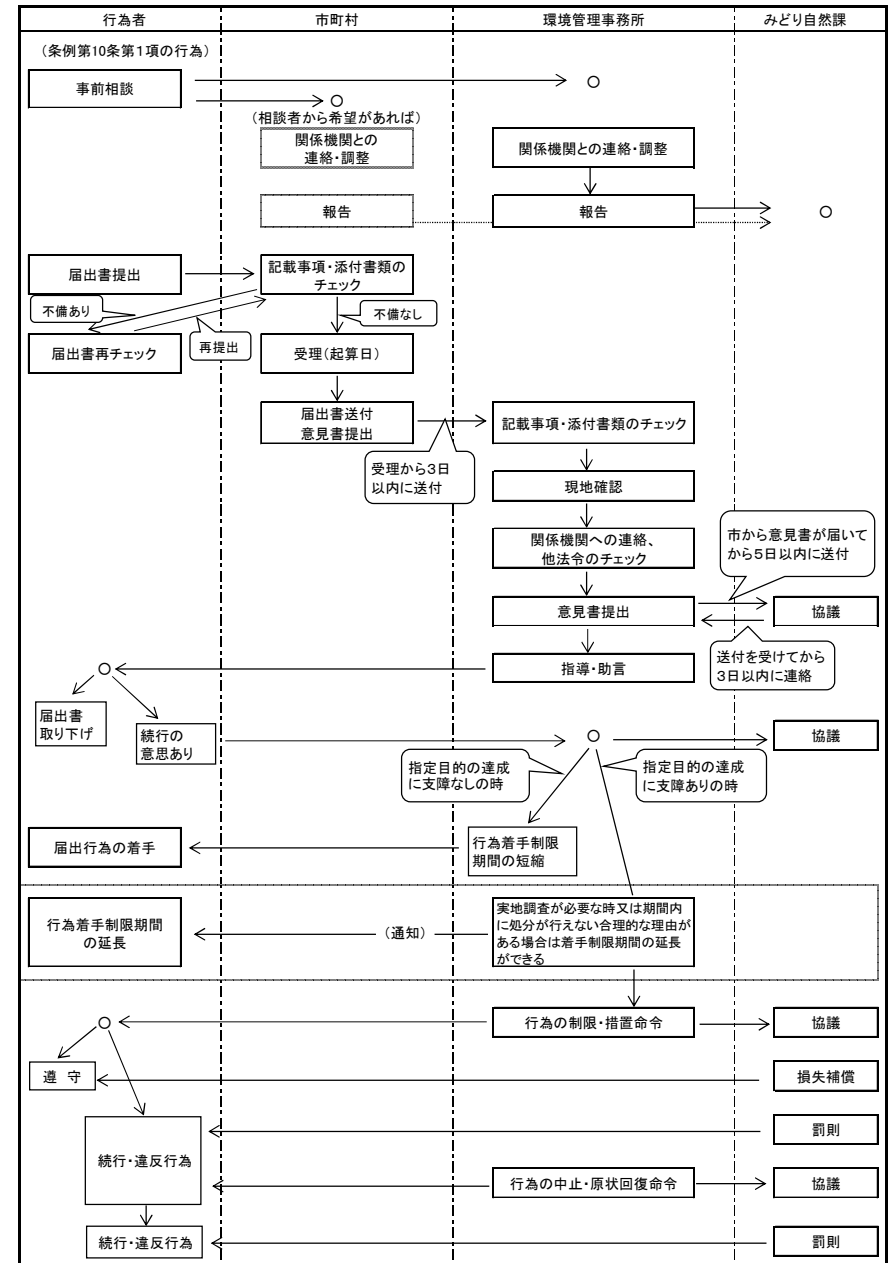 行為者
市町村
環境管理事務所
みどり自然課
（条例第10条第１項の行為）
事前相談
○
○
（相談者から希望があれば）
関係機関との
連絡・調整
関係機関との連絡・調整
報告
報告
○
届出書提出
記載事項・添付書類の
チェック
不備あり
不備なし
再提出
届出書再チェック
受理（起算日）
届出書送付
意見書提出
記載事項・添付書類のチェック
受理から３日
以内に送付
現地確認
関係機関への連絡、
他法令のチェック
市から意見書が届いて
から５日以内に送付
意見書提出
協議
送付を受けてから
３日以内に連絡
指導・助言
○
届出書
取り下げ
続行の
意思あり
○
協議
指定目的の達成
に支障なしの時
指定目的の達成
に支障ありの時
届出行為の着手
行為着手制限
期間の短縮
行為着手制限期間
の延長
（通知）
実地調査が必要な時又は期間内
に処分が行えない合理的な理由が
ある場合は着手制限期間の延長
ができる
○
行為の制限・措置命令
協議
遵　守
損失補償
罰則
続行・違反行為
行為の中止・原状回復命令
協議
続行・違反行為
罰則